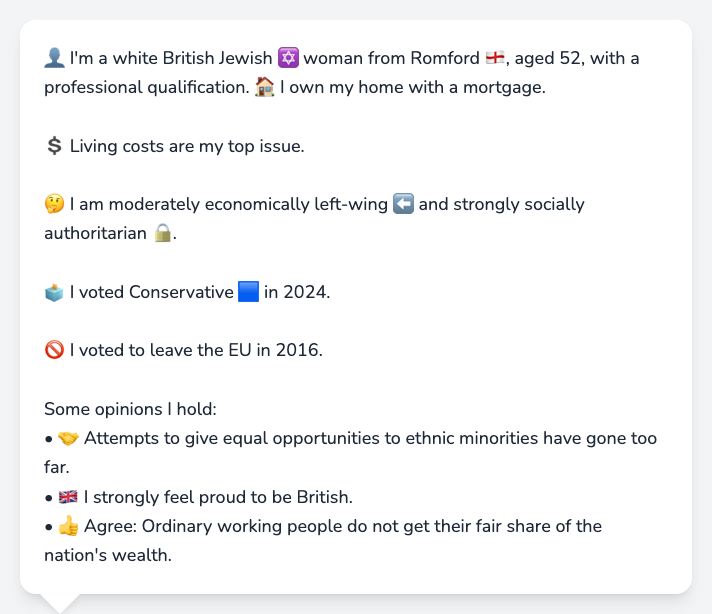 👤 I'm a white British Jewish ✡️ woman from Romford 🏴󠁧󠁢󠁥󠁮󠁧󠁿, aged 52, with a
professional qualification. 🏠 I own my home with a mortgage.
💲 Living costs are my top issue.
🤔 I am moderately economically left-wing ⬅️ and strongly socially
authoritarian 🔒.
🗳️ I voted Conservative 🟦 in 2024.
🚫 I voted to leave the EU in 2016.
Some opinions I hold:
• 🤝 Attempts to give equal opportunities to ethnic minorities have gone too
far.
• 🇬🇧 I strongly feel proud to be British.
• 👍 Agree: Ordinary working people do not get their fair share of the
nation's wealth.